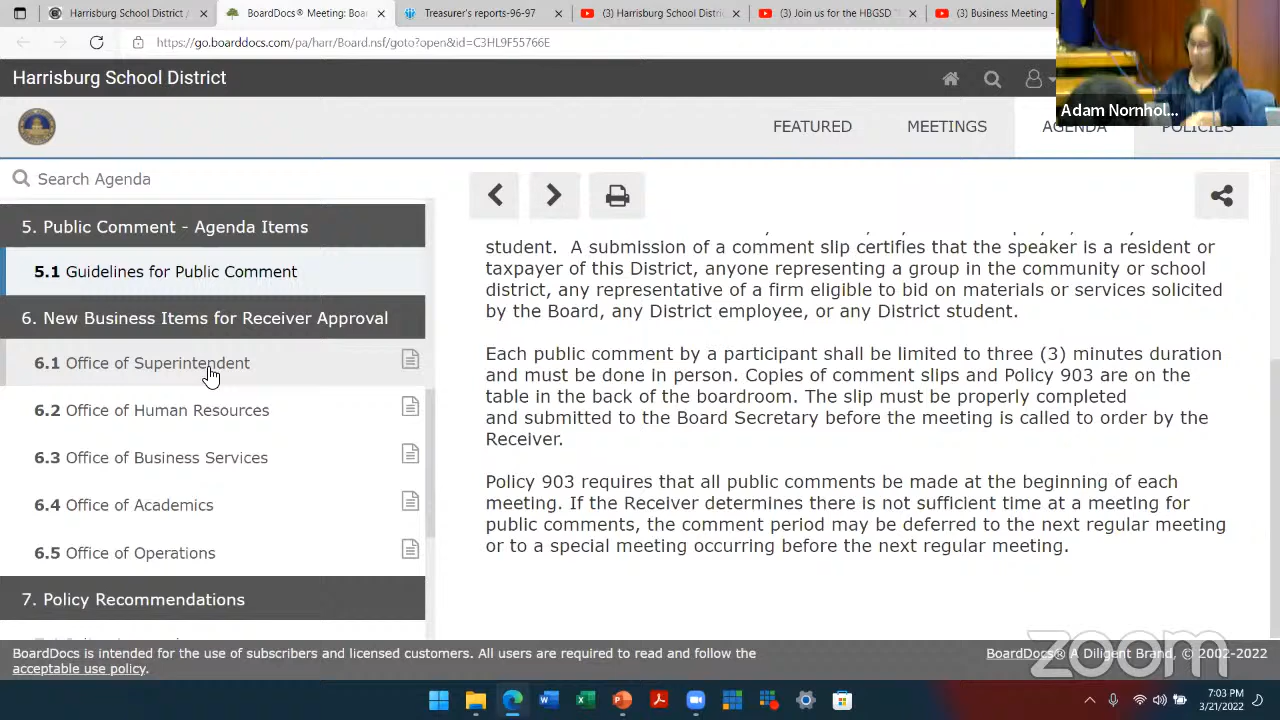 Harrisburg School District /
BoardDocs® Meeting: Boa
Treasurer's reports-96-97
(3) Harrisburg School Distri
(3) Join us for the HBGSD "
(3) Business Meeting -
https://go.boarddocs.com/pa/harr/Board.nsf/goto?open&id=C3HL9F55766E
Harrisburg School District
Adam Nornhol...
FEATURED
MEETINGS
AGENDA
POLICIES
Search Agenda
5. Public Comment - Agenda Items
5.1 Guidelines for Public Comment
6. New Business Items for Receiver Approval
6.1 Office of Superintendent
6.2 Office of Human Resources
6.3 Office of Business Services
6.4 Office of Academics
6.5 Office of Operations
7. Policy Recommendations
student. A submission of a comment slip certifies that the speaker is a resident or
taxpayer of this District, anyone representing a group in the community or school
district, any representative of a firm eligible to bid on materials or services solicited
by the Board, any District employee, or any District student.
Each public comment by a participant shall be limited to three (3) minutes duration
and must be done in person. Copies of comment slips and Policy 903 are on the
table in the back of the boardroom. The slip must be properly completed
and submitted to the Board Secretary before the meeting is called to order by the
Receiver.
Policy 903 requires that all public comments be made at the beginning of each
meeting. If the Receiver determines there is not sufficient time at a meeting for
public comments, the comment period may be deferred to the next regular meeting
or to a special meeting occurring before the next regular meeting.
zoom
BoardDocs is intended for the use of subscribers and licensed customers. All users are required to read and follow the
acceptable use policy.
BoardDocs® A Diligent Brand, © 2002-2022
7:03 PM
3/21/2022